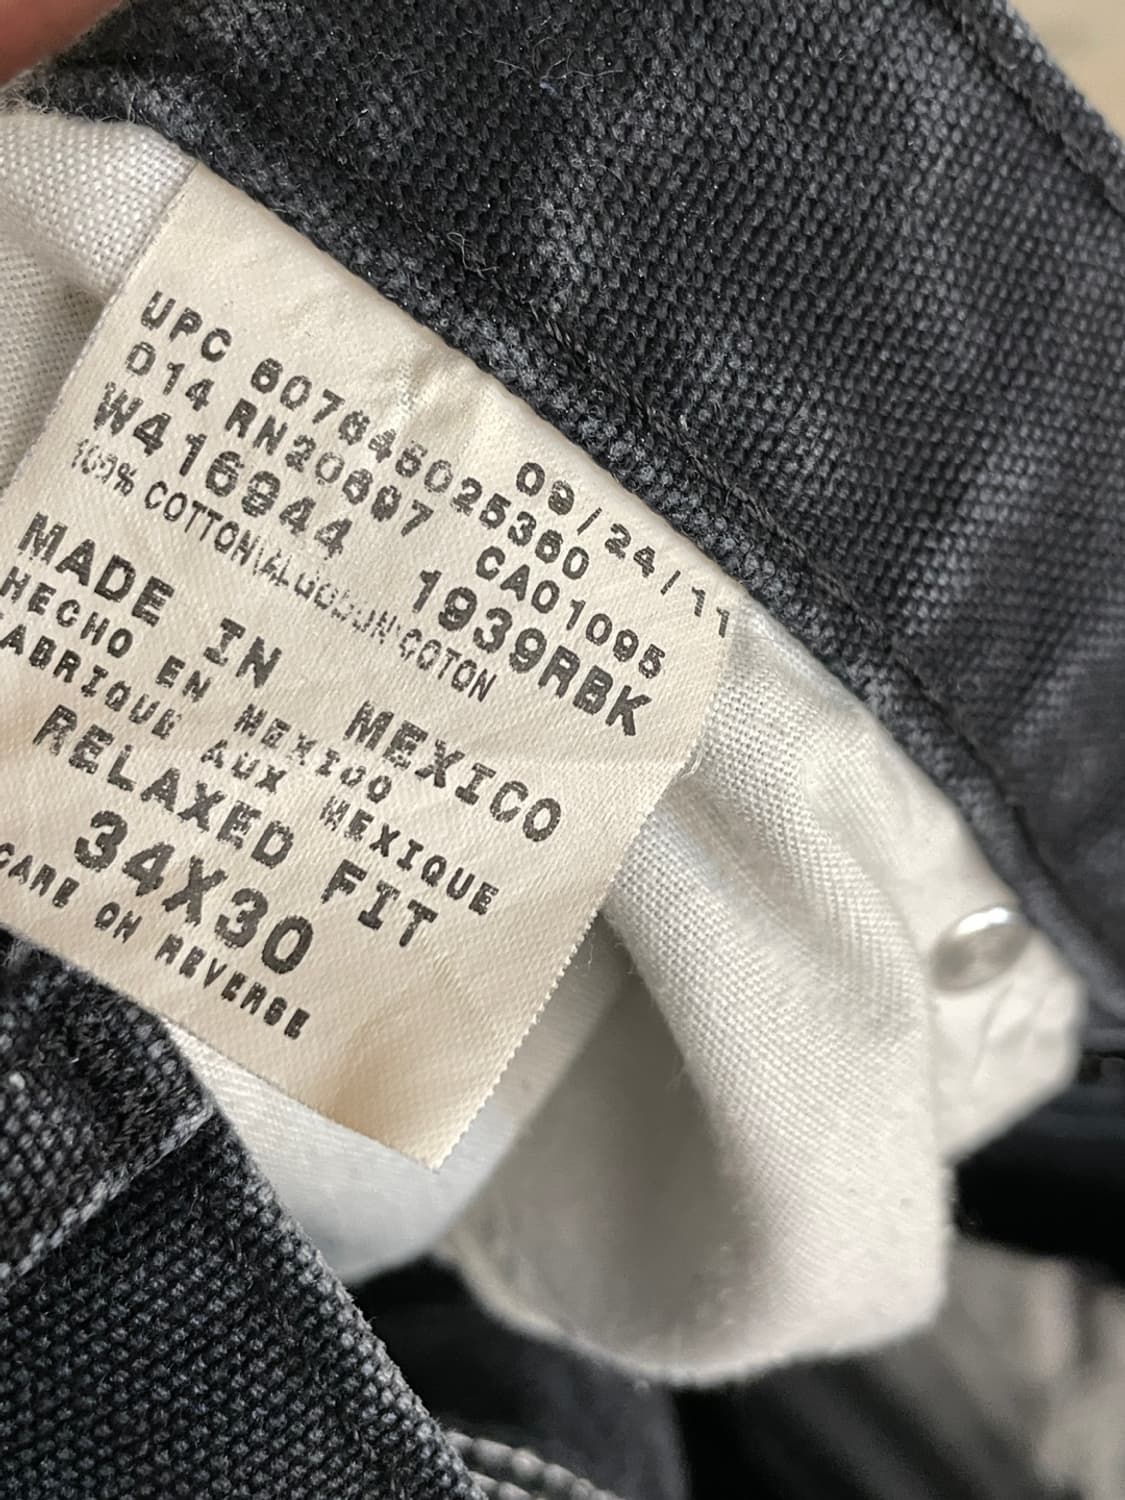 09/24/11
UPC 607645025360
D14 RN20697 CA01095
W416944 1939RBK
100% COTTON\ALGODON\COTON
MADE IN MEXICO
HECHO EN MEXICO
FABRIQUE AUX MEXIQUE
RELAXED FIT
34X30
CARE ON REVERSE